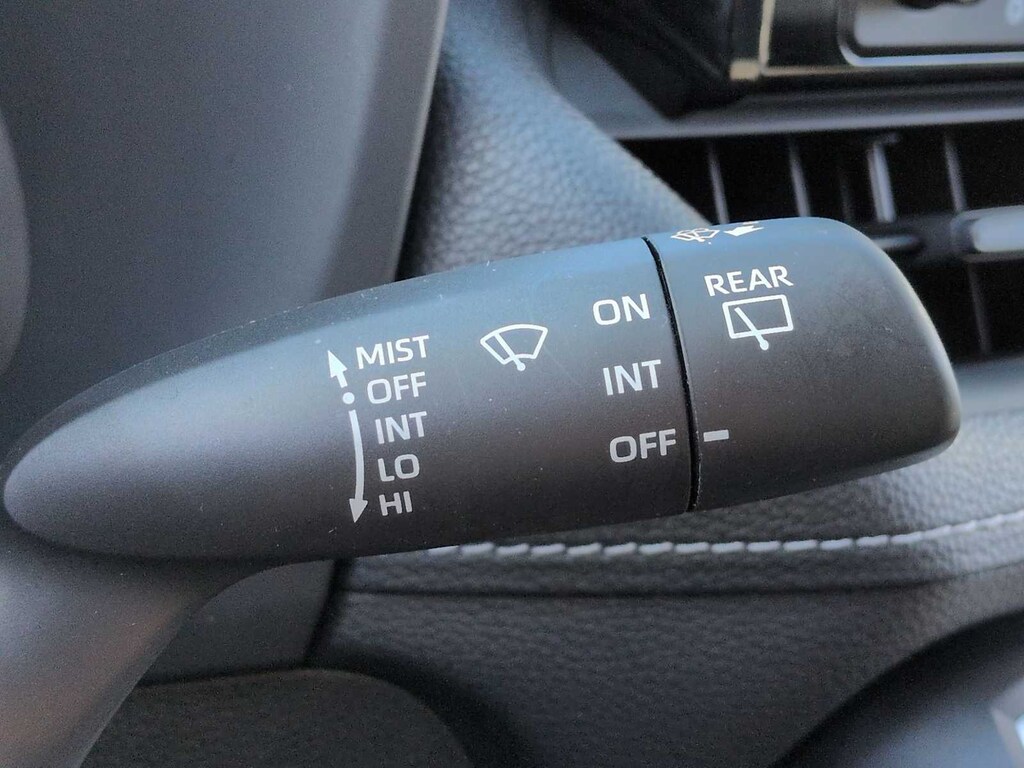 MIST
OFF
INT
LO
HI
ON
INT
OFF
REAR